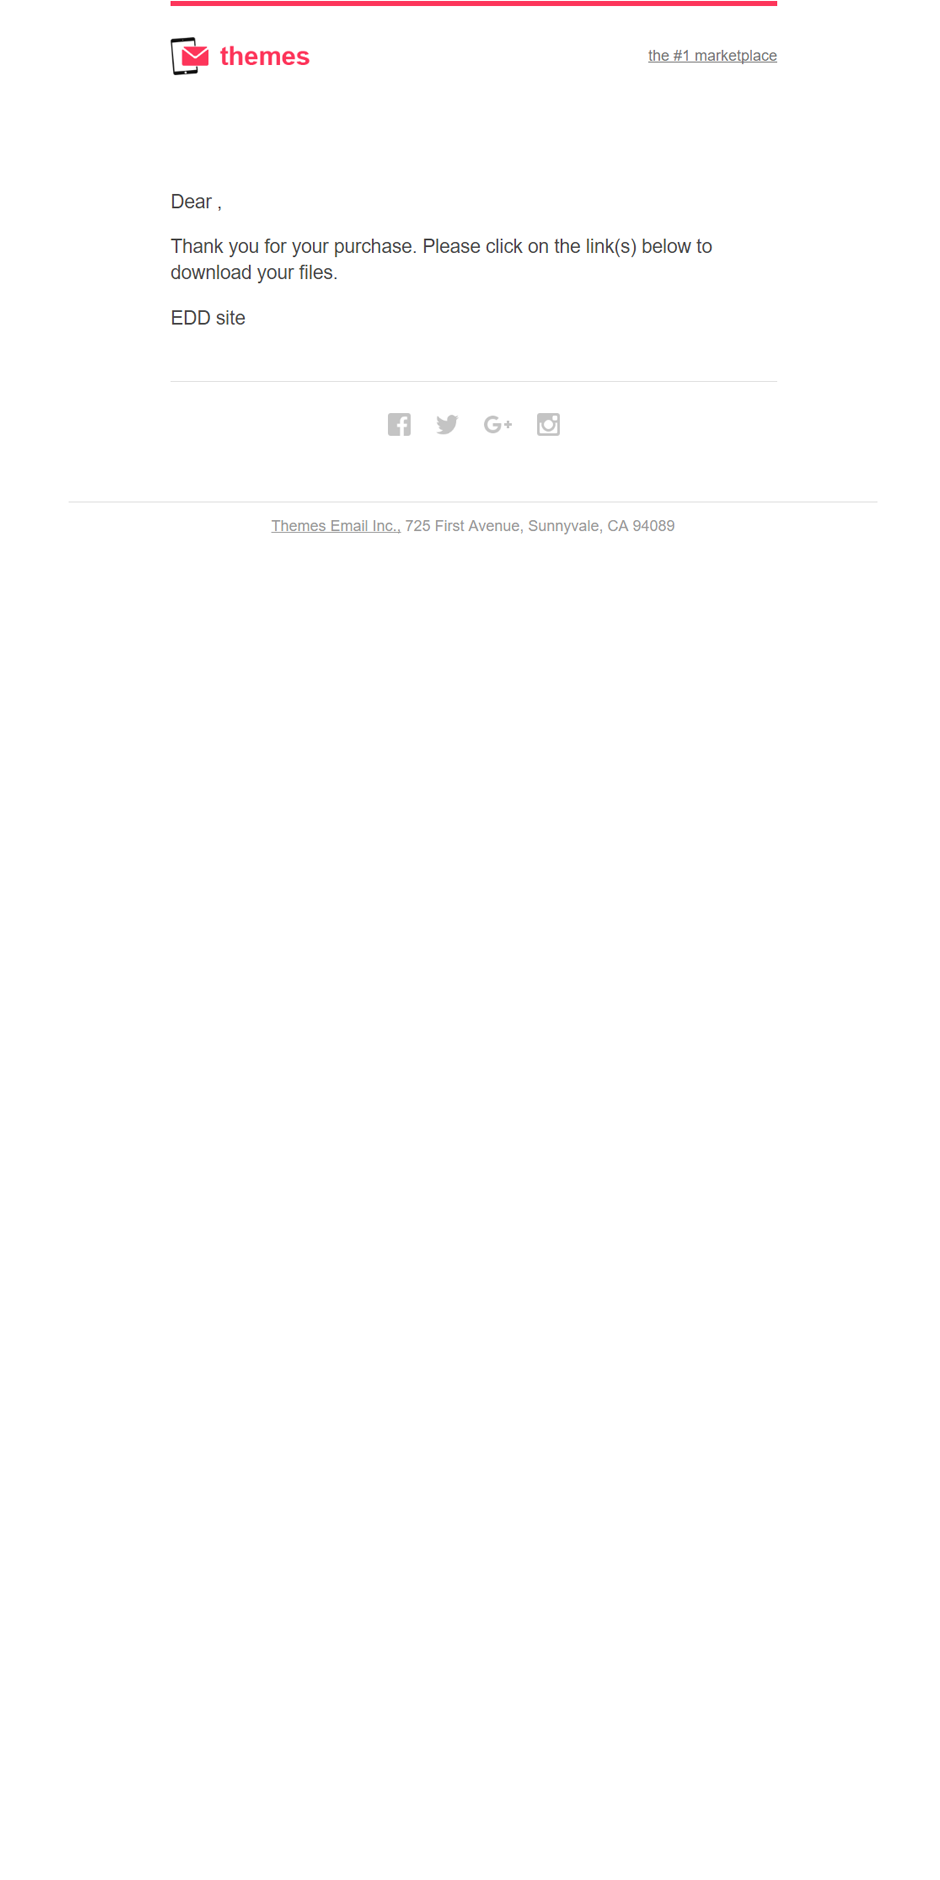 themes
the #1 marketplace
Dear ,
Thank you for your purchase. Please click on the link(s) below to
download your files.
EDD site
Themes Email Inc., 725 First Avenue, Sunnyvale, CA 94089